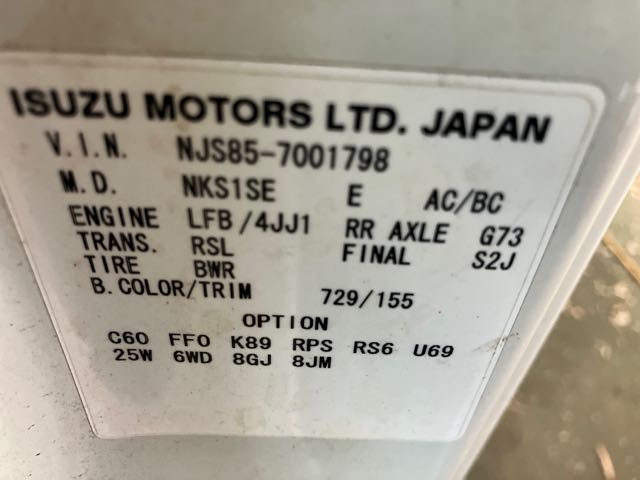 ISUZU MOTORS LTD. JAPAN
V.I.N. NJS85-7001798
M.D. NKS1SE E AC/BC
ENGINE LFB/4JJ1 RR AXLE G73
TRANS. RSL FINAL S2J
TIRE BWR
B.COLOR/TRIM 729/155
OPTION
C60 FF0 K89 RPS RS6 U69
25W 6WD 8GJ 8JM